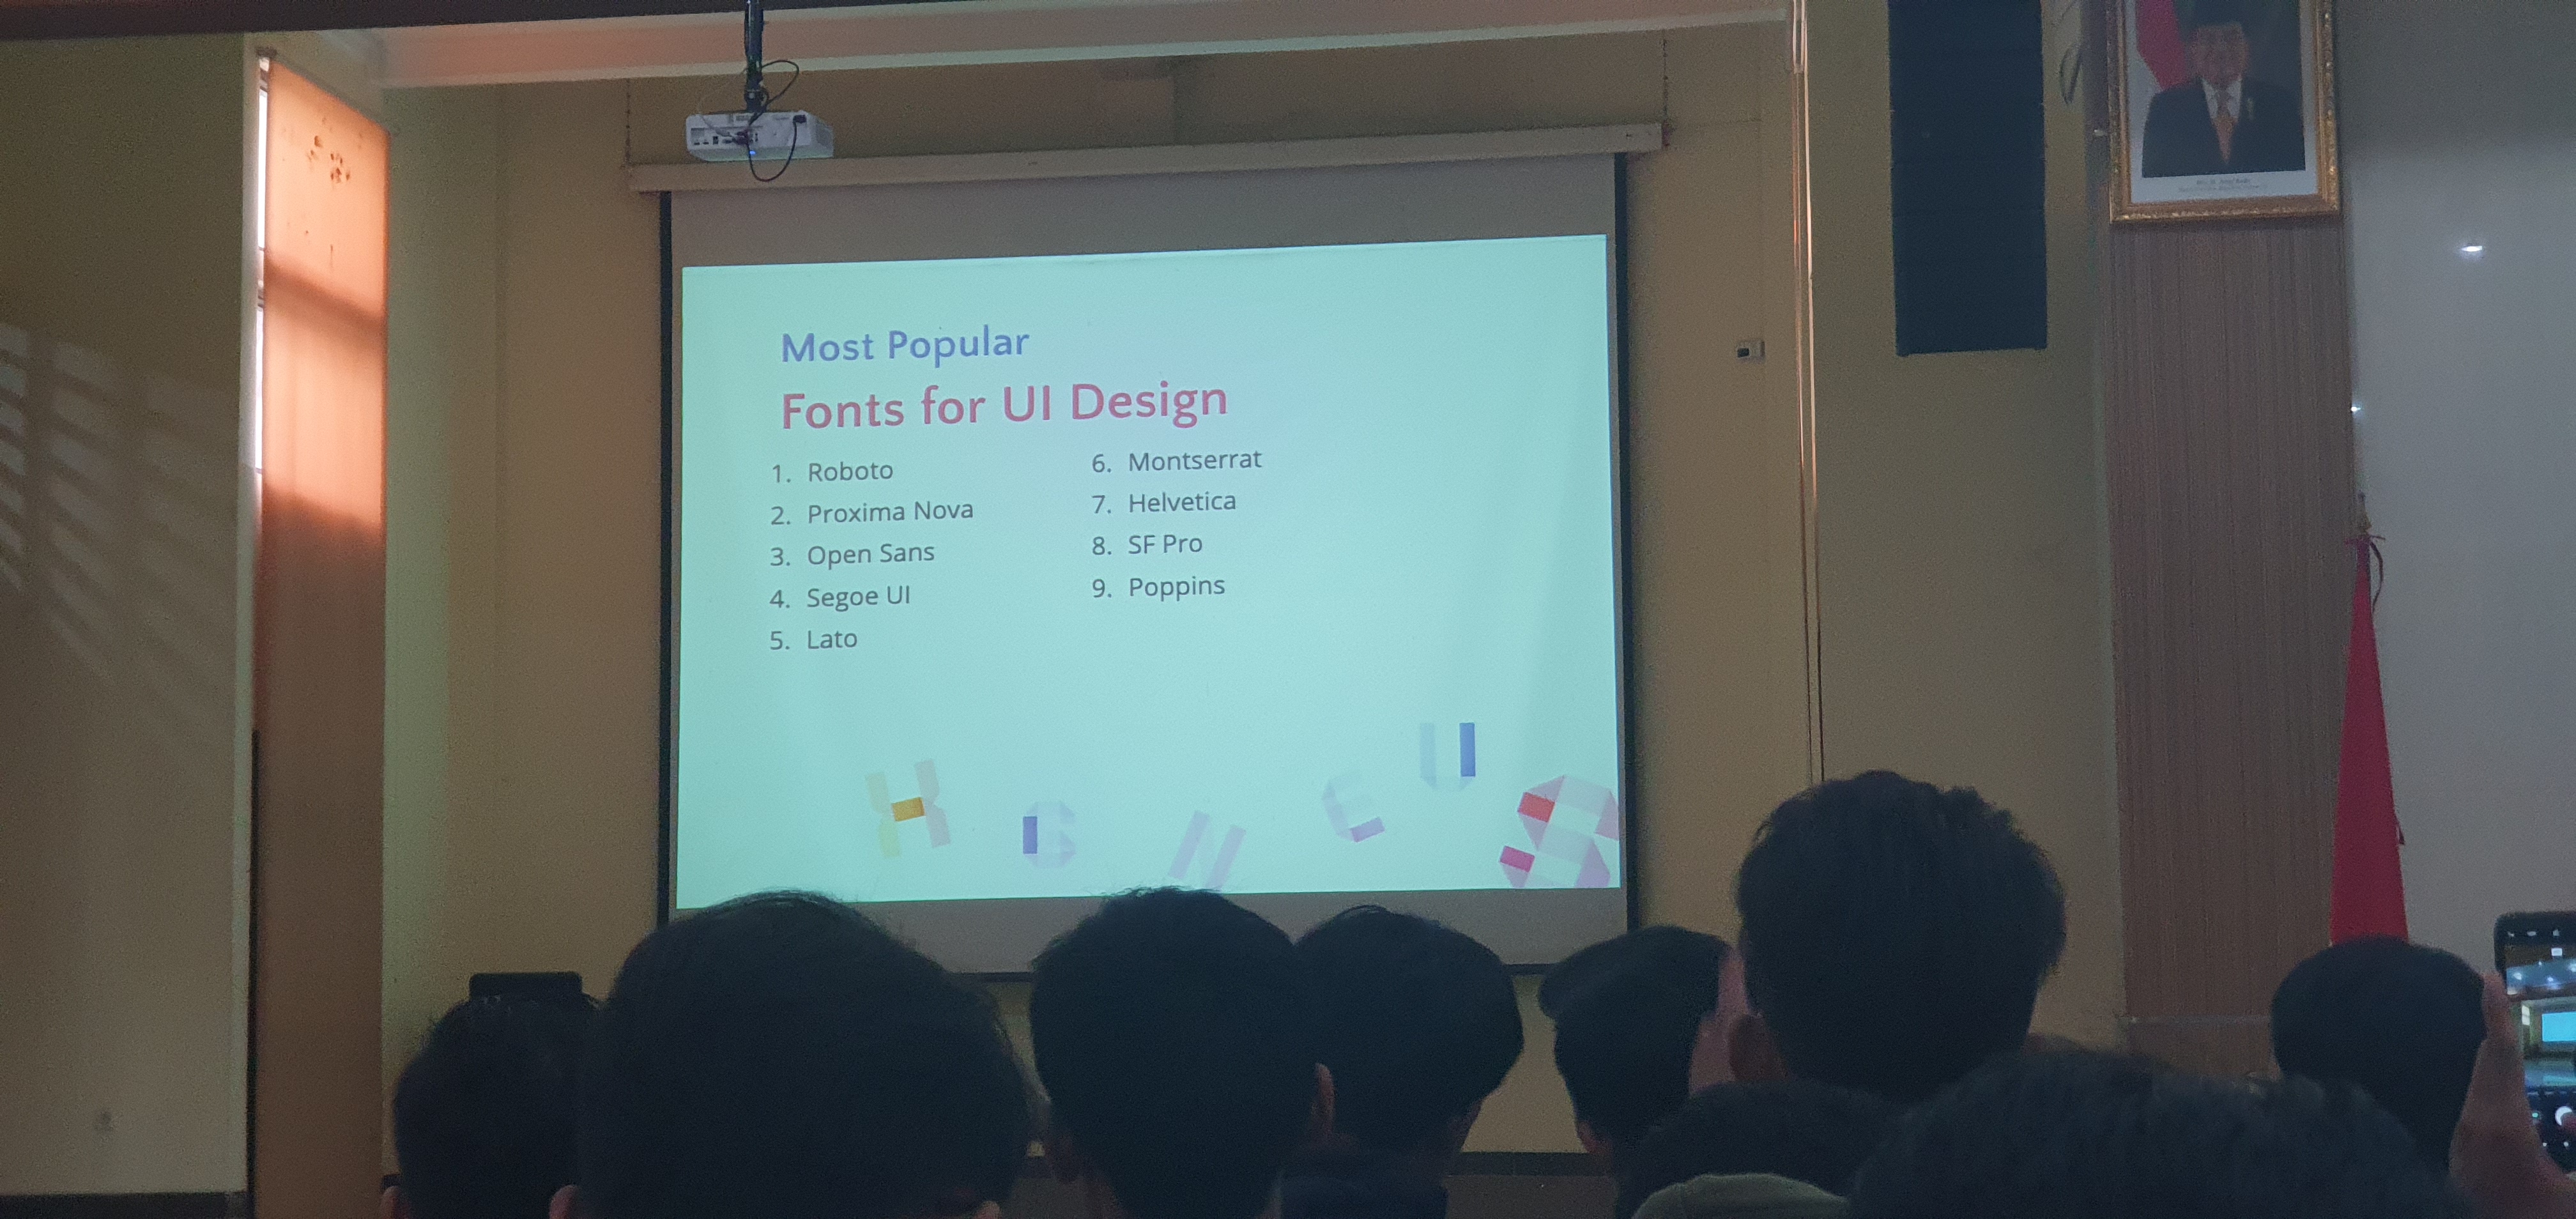 Most Popular
Fonts for UI Design
1. Roboto
2. Proxima Nova
3. Open Sans
4. Segoe UI
5. Lato
6. Montserrat
7. Helvetica
8. SF Pro
9. Poppins
H
N
U